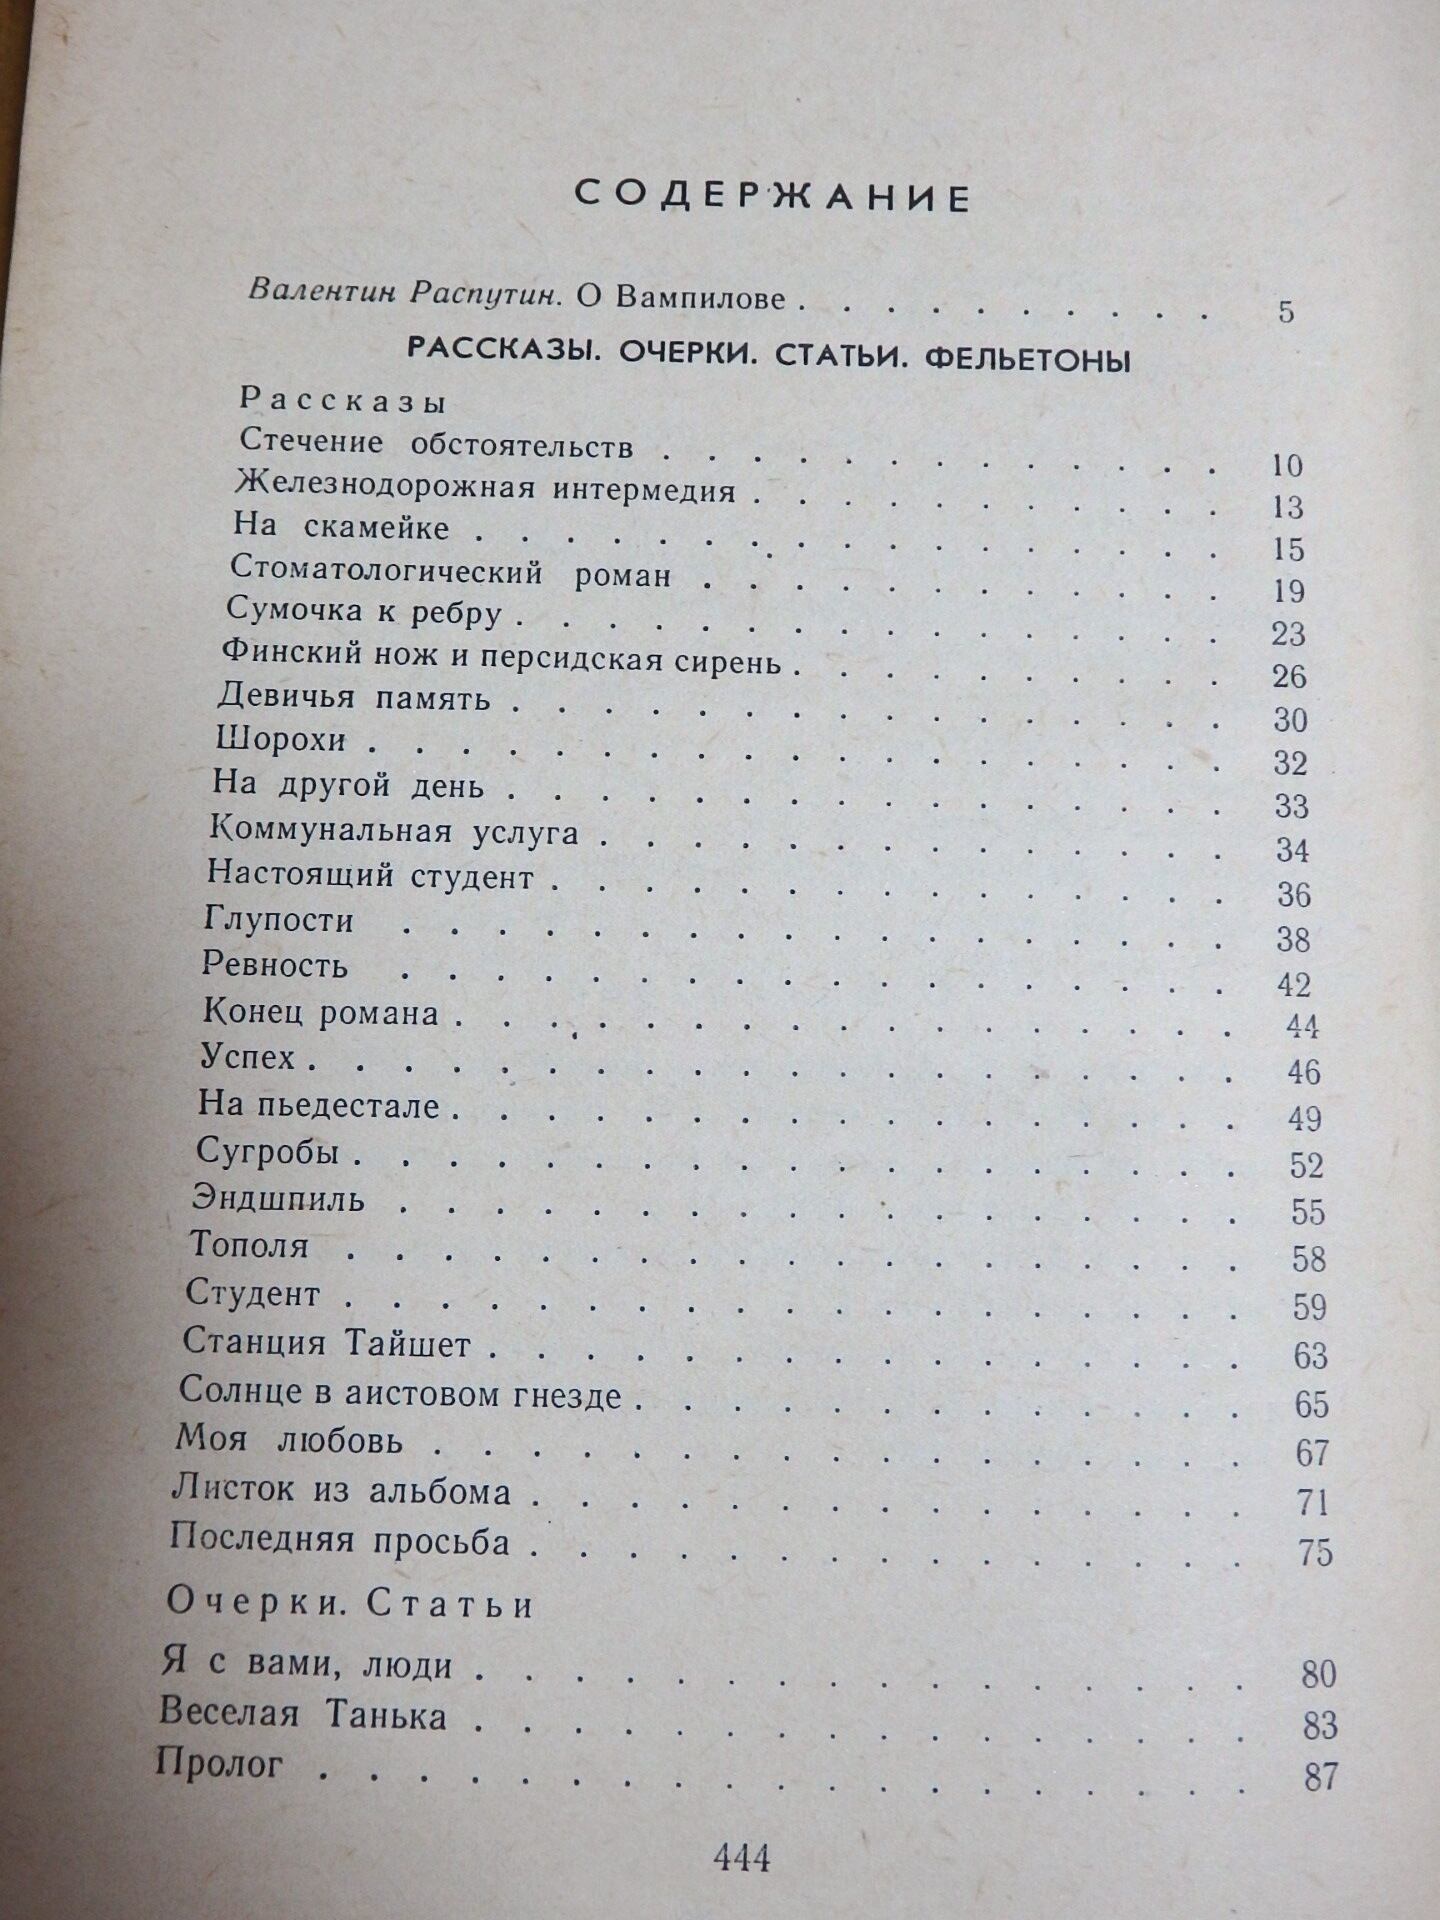 СОДЕРЖАНИЕ
Валентин Распутин. О Вампилове . . . . . . . . . . 5
РАССКАЗЫ. ОЧЕРКИ. СТАТЬИ. ФЕЛЬЕТОНЫ
Рассказы
Стечение обстоятельств . . . . . . . . . . . . . 10
Железнодорожная интермедия . . . . . . . . . . . 13
На скамейке . . . . . . . . . . . . . . . . . 15
Стоматологический роман . . . . . . . . . . . . 19
Сумочка к ребру . . . . . . . . . . . . . . . . 23
Финский нож и персидская сирень . . . . . . . . . . 26
Девичья память . . . . . . . . . . . . . . . . 30
Шорохи . . . . . . . . . . . . . . . . . . . 32
На другой день . . . . . . . . . . . . . . . . 33
Коммунальная услуга . . . . . . . . . . . . . . 34
Настоящий студент . . . . . . . . . . . . . . . 36
Глупости . . . . . . . . . . . . . . . . . . 38
Ревность . . . . . . . . . . . . . . . . . . 42
Конец романа . . . . . . . . . . . . . . . . . 44
Успех . . . . . . . . . . . . . . . . . . . . 46
На пьедестале . . . . . . . . . . . . . . . . . 49
Сугробы . . . . . . . . . . . . . . . . . . . 52
Эндшпиль . . . . . . . . . . . . . . . . . . 55
Тополя . . . . . . . . . . . . . . . . . . . 58
Студент . . . . . . . . . . . . . . . . . . . 59
Станция Тайшет . . . . . . . . . . . . . . . . 63
Солнце в аистовом гнезде . . . . . . . . . . . . . 65
Моя любовь . . . . . . . . . . . . . . . . . 67
Листок из альбома . . . . . . . . . . . . . . . 71
Последняя просьба . . . . . . . . . . . . . . . 75
Очерки. Статьи
Я с вами, люди . . . . . . . . . . . . . . . . 80
Веселая Танька . . . . . . . . . . . . . . . . 83
Пролог . . . . . . . . . . . . . . . . . . . 87
444